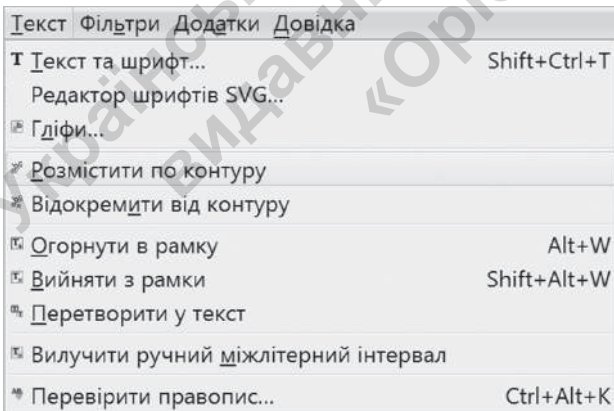 Текст Фільтри Додатки Довідка
Текст та шрифт... Shift+Ctrl+T
Редактор шрифтів SVG...
Гліфи...
Розмістити по контуру
Відокремити від контуру
Огорнути в рамку Alt+W
Вийняти з рамки Shift+Alt+W
Перетворити у текст
Вилучити ручний міжлітерний інтервал
Перевірити правопис... Ctrl+Alt+K